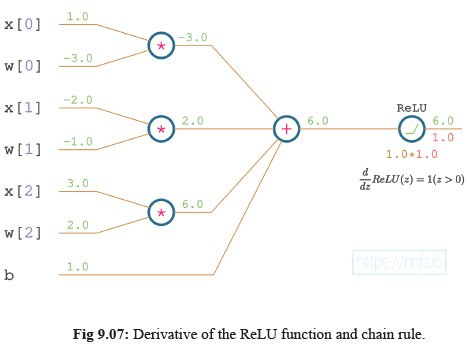 x[0] 1.0
-3.0
w[0] -3.0
*
x[1] -2.0
2.0
w[1] -1.0
*
x[2] 3.0
6.0
w[2] 2.0
*
b 1.0
+ 6.0
ReLU
6.0
1.0
1.0*1.0
d/dz ReLU(z) = 1(z > 0)
https://nnfs.io
Fig 9.07: Derivative of the ReLU function and chain rule.